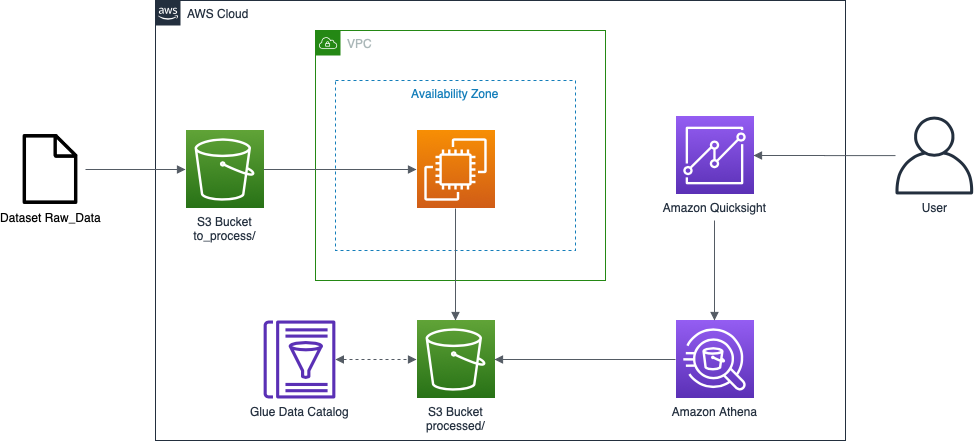 aws
AWS Cloud
VPC
Availability Zone
Dataset Raw_Data
S3 Bucket
to_process/
Amazon Quicksight
User
Glue Data Catalog
S3 Bucket
processed/
Amazon Athena